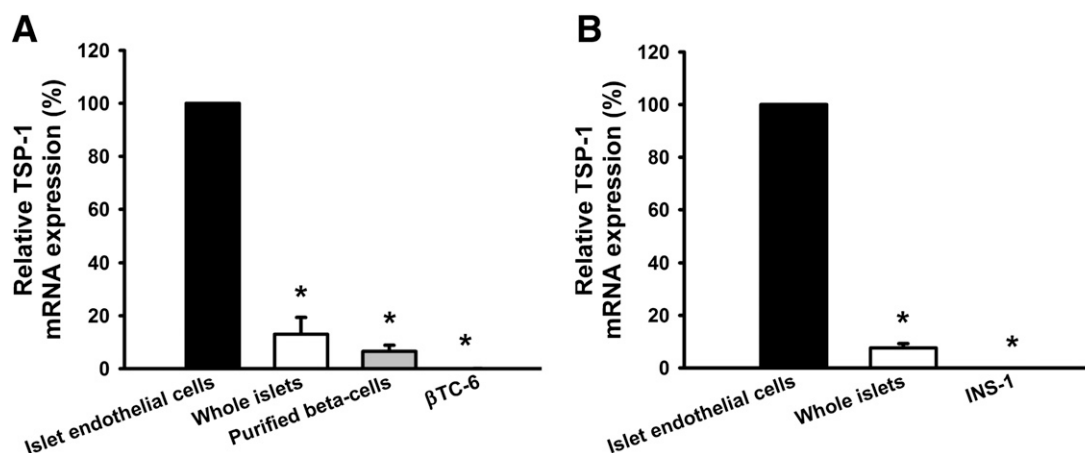 A
Relative TSP-1
mRNA expression (%)
120
100
80
60
40
20
0
*
*
*
Islet endothelial cells
Whole islets
Purified beta-cells
βTC-6
B
Relative TSP-1
mRNA expression (%)
120
100
80
60
40
20
0
*
*
Islet endothelial cells
Whole islets
INS-1